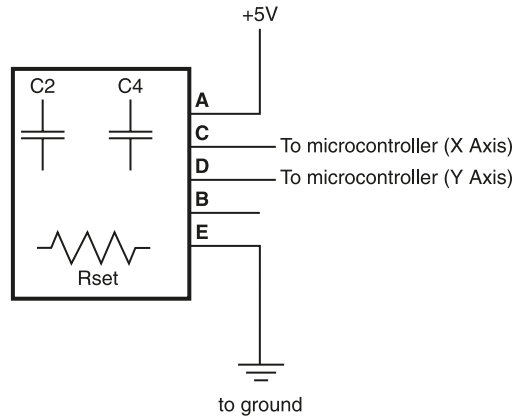 +5V
C2 C4
A
C To microcontroller (X Axis)
D To microcontroller (Y Axis)
B
E
Rset
to ground